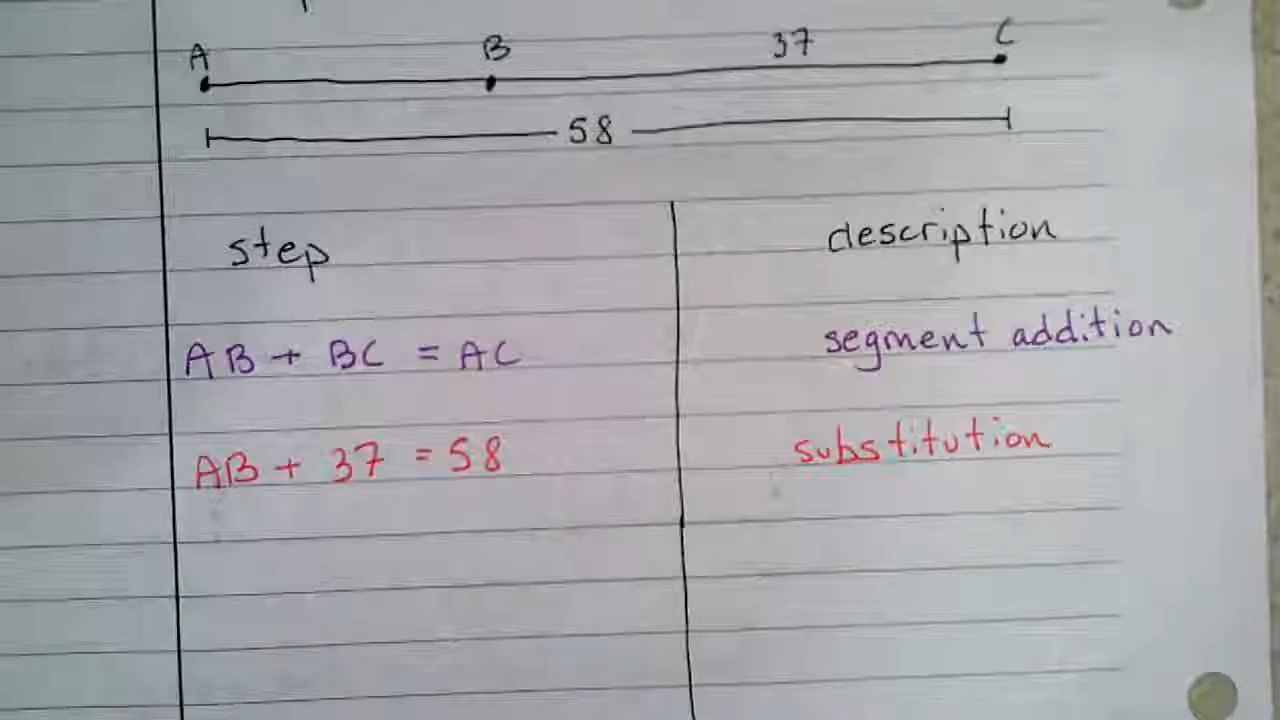 A B 37 C
58
step description
AB + BC = AC segment addition
AB + 37 = 58 substitution